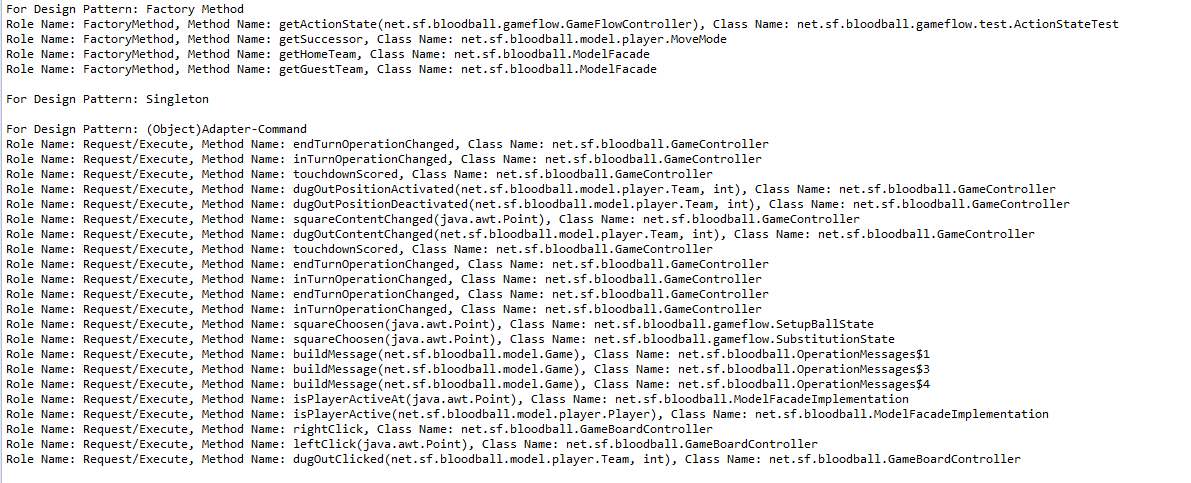 For Design Pattern: Factory Method
Role Name: FactoryMethod, Method Name: getActionState(net.sf.bloodball.gameflow.GameFlowController), Class Name: net.sf.bloodball.gameflow.test.ActionStateTest
Role Name: FactoryMethod, Method Name: getSuccessor, Class Name: net.sf.bloodball.model.player.MoveMode
Role Name: FactoryMethod, Method Name: getHomeTeam, Class Name: net.sf.bloodball.ModelFacade
Role Name: FactoryMethod, Method Name: getGuestTeam, Class Name: net.sf.bloodball.ModelFacade
For Design Pattern: Singleton
For Design Pattern: (Object)Adapter-Command
Role Name: Request/Execute, Method Name: endTurnOperationChanged, Class Name: net.sf.bloodball.GameController
Role Name: Request/Execute, Method Name: inTurnOperationChanged, Class Name: net.sf.bloodball.GameController
Role Name: Request/Execute, Method Name: touchdownScored, Class Name: net.sf.bloodball.GameController
Role Name: Request/Execute, Method Name: dugOutPositionActivated(net.sf.bloodball.model.player.Team, int), Class Name: net.sf.bloodball.GameController
Role Name: Request/Execute, Method Name: dugOutPositionDeactivated(net.sf.bloodball.model.player.Team, int), Class Name: net.sf.bloodball.GameController
Role Name: Request/Execute, Method Name: squareContentChanged(java.awt.Point), Class Name: net.sf.bloodball.GameController
Role Name: Request/Execute, Method Name: dugOutContentChanged(net.sf.bloodball.model.player.Team, int), Class Name: net.sf.bloodball.GameController
Role Name: Request/Execute, Method Name: touchdownScored, Class Name: net.sf.bloodball.GameController
Role Name: Request/Execute, Method Name: endTurnOperationChanged, Class Name: net.sf.bloodball.GameController
Role Name: Request/Execute, Method Name: inTurnOperationChanged, Class Name: net.sf.bloodball.GameController
Role Name: Request/Execute, Method Name: endTurnOperationChanged, Class Name: net.sf.bloodball.GameController
Role Name: Request/Execute, Method Name: inTurnOperationChanged, Class Name: net.sf.bloodball.GameController
Role Name: Request/Execute, Method Name: squareChoosen(java.awt.Point), Class Name: net.sf.bloodball.gameflow.SetupBallState
Role Name: Request/Execute, Method Name: squareChoosen(java.awt.Point), Class Name: net.sf.bloodball.gameflow.SubstitutionState
Role Name: Request/Execute, Method Name: buildMessage(net.sf.bloodball.model.Game), Class Name: net.sf.bloodball.OperationMessages$1
Role Name: Request/Execute, Method Name: buildMessage(net.sf.bloodball.model.Game), Class Name: net.sf.bloodball.OperationMessages$3
Role Name: Request/Execute, Method Name: buildMessage(net.sf.bloodball.model.Game), Class Name: net.sf.bloodball.OperationMessages$4
Role Name: Request/Execute, Method Name: isPlayerActiveAt(java.awt.Point), Class Name: net.sf.bloodball.ModelFacadeImplementation
Role Name: Request/Execute, Method Name: isPlayerActive(net.sf.bloodball.model.player.Player), Class Name: net.sf.bloodball.ModelFacadeImplementation
Role Name: Request/Execute, Method Name: rightClick, Class Name: net.sf.bloodball.GameBoardController
Role Name: Request/Execute, Method Name: leftClick(java.awt.Point), Class Name: net.sf.bloodball.GameBoardController
Role Name: Request/Execute, Method Name: dugOutClicked(net.sf.bloodball.model.player.Team, int), Class Name: net.sf.bloodball.GameBoardController